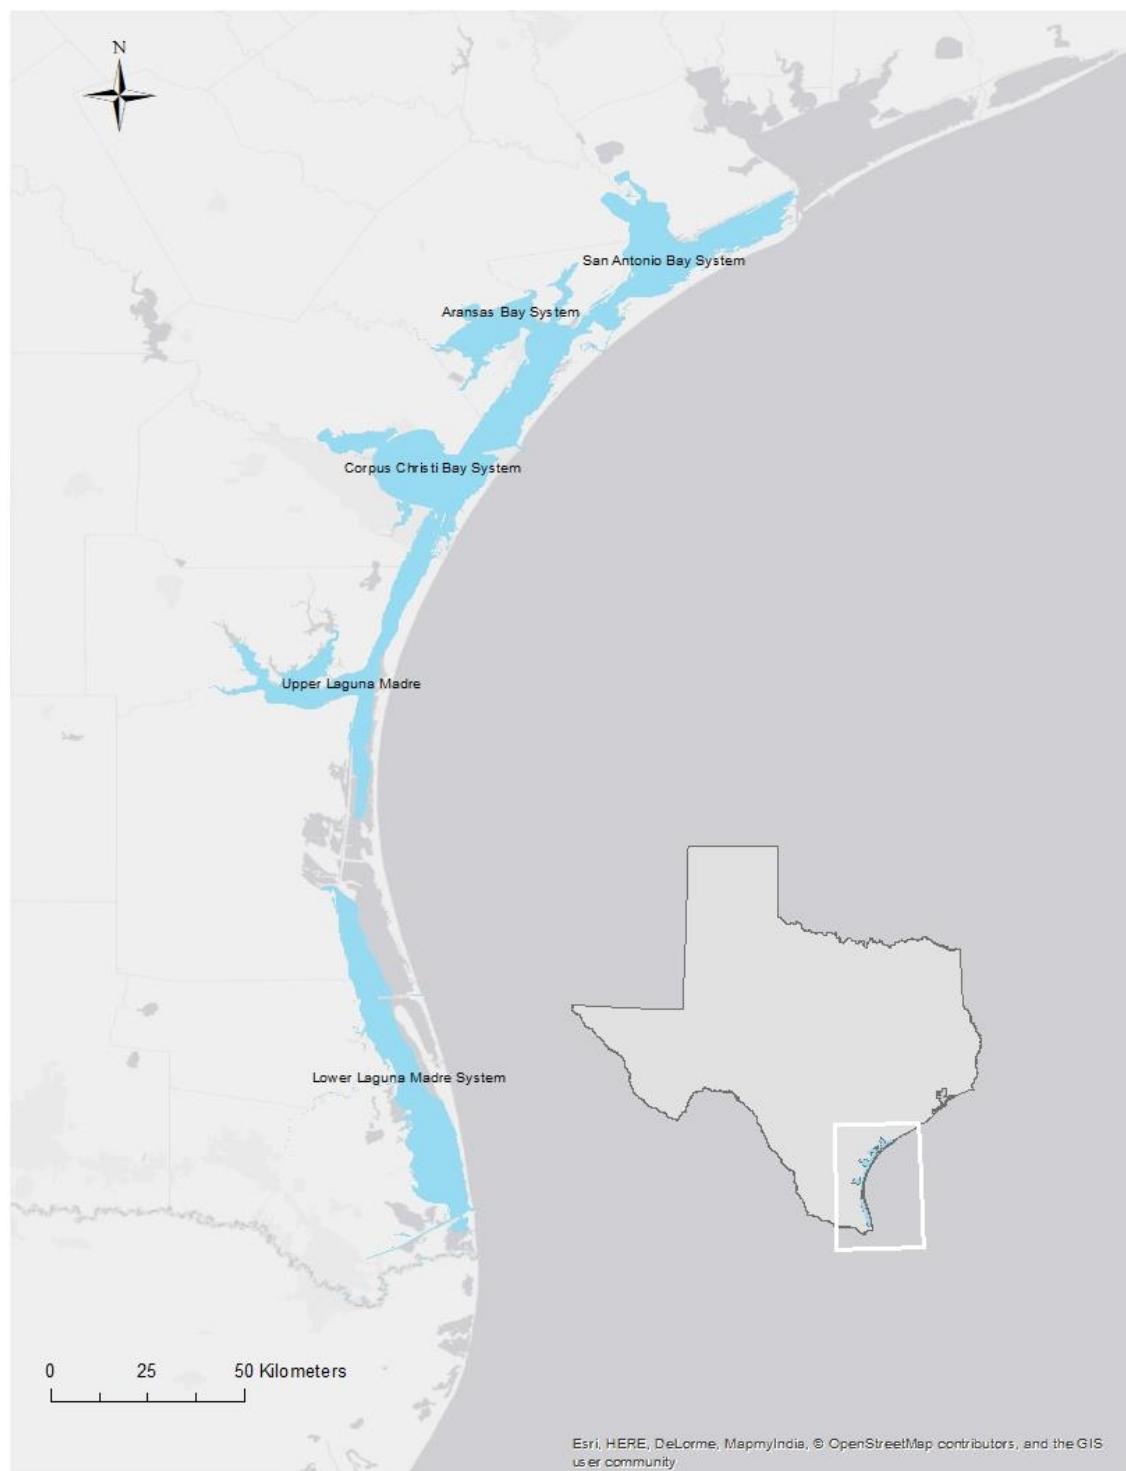 N
San Antonio Bay System
Aransas Bay System
Corpus Christi Bay System
Upper Laguna Madre
Lower Laguna Madre System
0 25 50 Kilometers
Esri, HERE, DeLorme, MapmyIndia, © OpenStreetMap contributors, and the GIS
user community